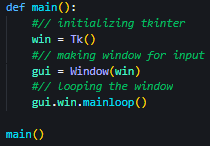 def main():
    #// initializing tkinter
    win = Tk()
    #// making window for input
    gui = Window(win)
    #// looping the window
    gui.win.mainloop()

main()